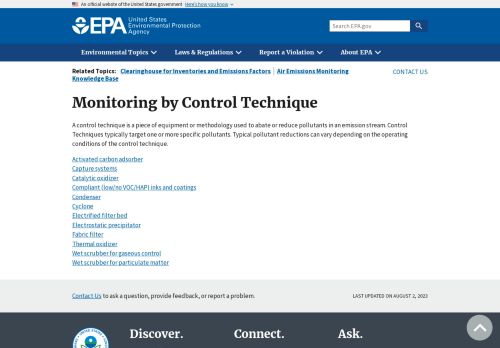 An official website of the United States government Here's how you know
EPA United States Environmental Protection Agency
Search EPA.gov
Environmental Topics Laws & Regulations Report a Violation About EPA
Related Topics: Clearinghouse for Inventories and Emissions Factors | Air Emissions Monitoring Knowledge Base
CONTACT US
Monitoring by Control Technique
A control technique is a piece of equipment or methodology used to abate or reduce pollutants in an emission stream. Control
Techniques typically target one or more specific pollutants. Typical pollutant reductions can vary depending on the operating
conditions of the control technique.
Activated carbon adsorber
Capture systems
Catalytic oxidizer
Compliant (low/no VOC/HAP) inks and coatings
Condenser
Cyclone
Electrified filter bed
Electrostatic precipitator
Fabric filter
Thermal oxidizer
Wet scrubber for gaseous control
Wet scrubber for particulate matter
Contact Us to ask a question, provide feedback, or report a problem.
LAST UPDATED ON AUGUST 2, 2023
Discover. Connect. Ask.